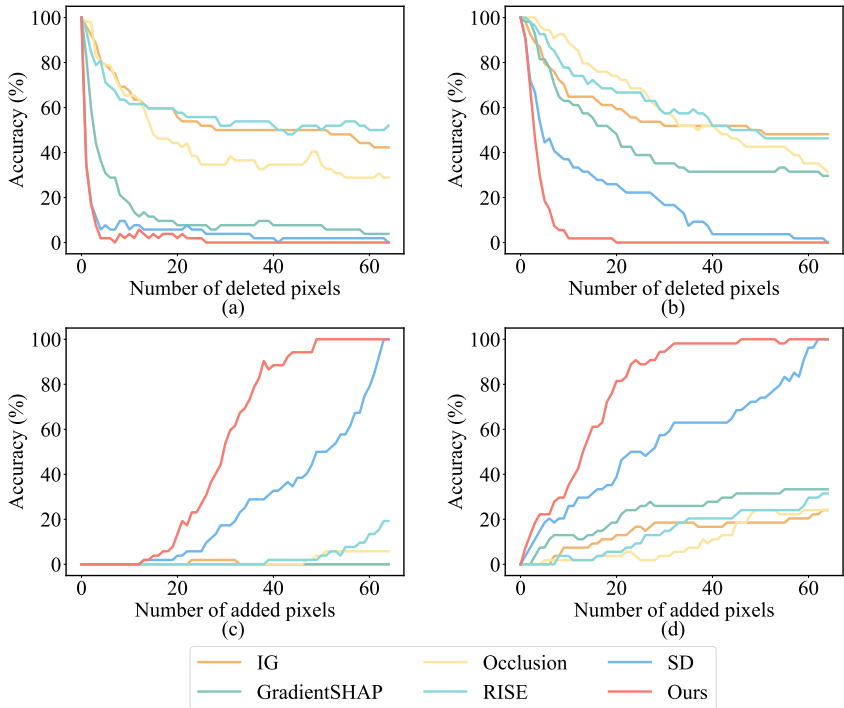 100
80
60
40
20
0
Accuracy (%)
0 20 40 60
Number of deleted pixels
(a)
100
80
60
40
20
0
Accuracy (%)
0 20 40 60
Number of deleted pixels
(b)
100
80
60
40
20
0
Accuracy (%)
0 20 40 60
Number of added pixels
(c)
100
80
60
40
20
0
Accuracy (%)
0 20 40 60
Number of added pixels
(d)
IG Occlusion SD
GradientSHAP RISE Ours